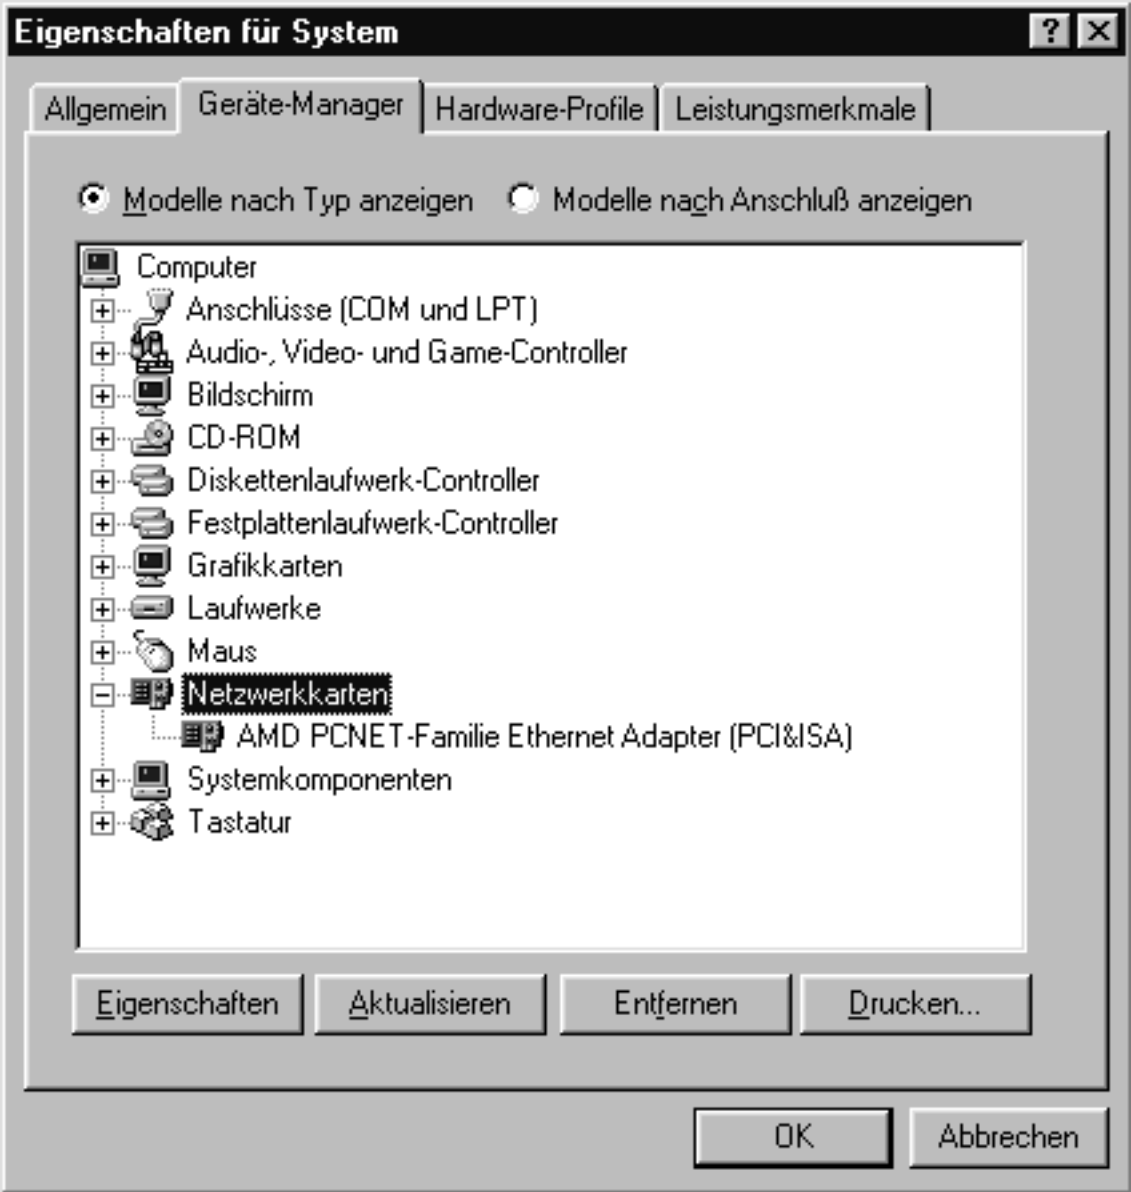 Eigenschaften für System
Allgemein Geräte-Manager Hardware-Profile Leistungsmerkmale
Modelle nach Typ anzeigen Modelle nach Anschluß anzeigen
Computer
Anschlüsse (COM und LPT)
Audio-, Video- und Game-Controller
Bildschirm
CD-ROM
Diskettenlaufwerk-Controller
Festplattenlaufwerk-Controller
Grafikkarten
Laufwerke
Maus
Netzwerkkarten
AMD PCNET-Familie Ethernet Adapter (PCI&ISA)
Systemkomponenten
Tastatur
Eigenschaften Aktualisieren Entfernen Drucken...
OK Abbrechen